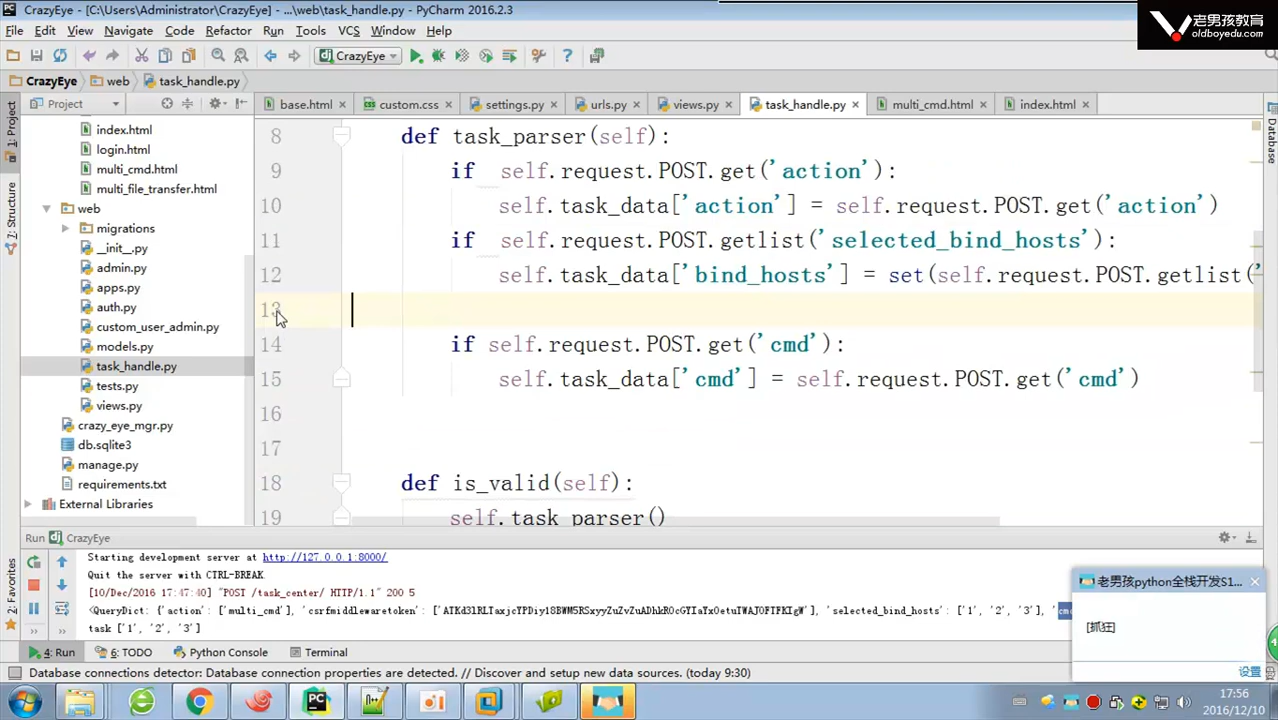 CrazyEye - [C:\Users\Administrator\CrazyEye] - ...\web\task_handle.py - PyCharm 2016.2.3
老男孩教育
oldboyedu.com
File Edit View Navigate Code Refactor Run Tools VCS Window Help
CrazyEye
CrazyEye web task_handle.py
Project base.html custom.css settings.py urls.py views.py task_handle.py multi_cmd.html index.html
1: Project
Structure
2: Favorites
Database
index.html
login.html
multi_cmd.html
multi_file_transfer.html
web
migrations
__init__.py
admin.py
apps.py
auth.py
custom_user_admin.py
models.py
task_handle.py
tests.py
views.py
crazy_eye_mgr.py
db.sqlite3
manage.py
requirements.txt
External Libraries
8 def task_parser(self):
9 if self.request.POST.get('action'):
10 self.task_data['action'] = self.request.POST.get('action')
11 if self.request.POST.getlist('selected_bind_hosts'):
12 self.task_data['bind_hosts'] = set(self.request.POST.getlist('
13
14 if self.request.POST.get('cmd'):
15 self.task_data['cmd'] = self.request.POST.get('cmd')
16
17
18 def is_valid(self):
19 self.task_parser()
Run CrazyEye
Starting development server at http://127.0.0.1:8000/
Quit the server with CTRL-BREAK.
[10/Dec/2016 17:47:40] "POST /task_center/ HTTP/1.1" 200 5
task ['1', '2', '3']
老男孩python全栈开发S1...
[抓狂]
设置
4: Run 6: TODO Python Console Terminal
Database connections detector: Database connection properties are detected. // Discover and setup new data sources. (today 9:30)
17:56
2016/12/10